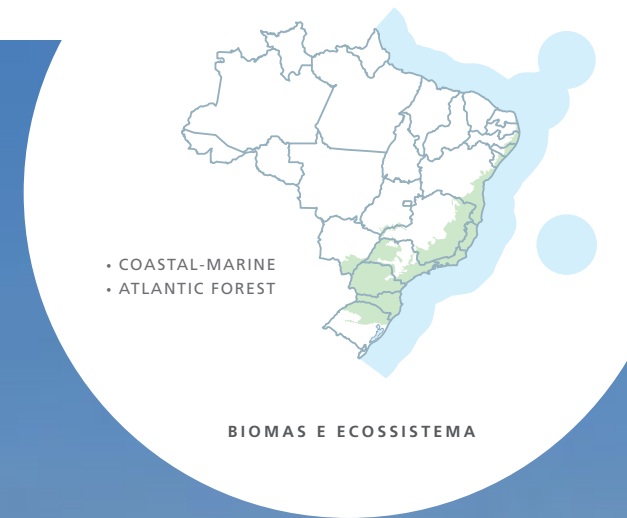 • COASTAL-MARINE
• ATLANTIC FOREST
BIOMAS E ECOSSISTEMA